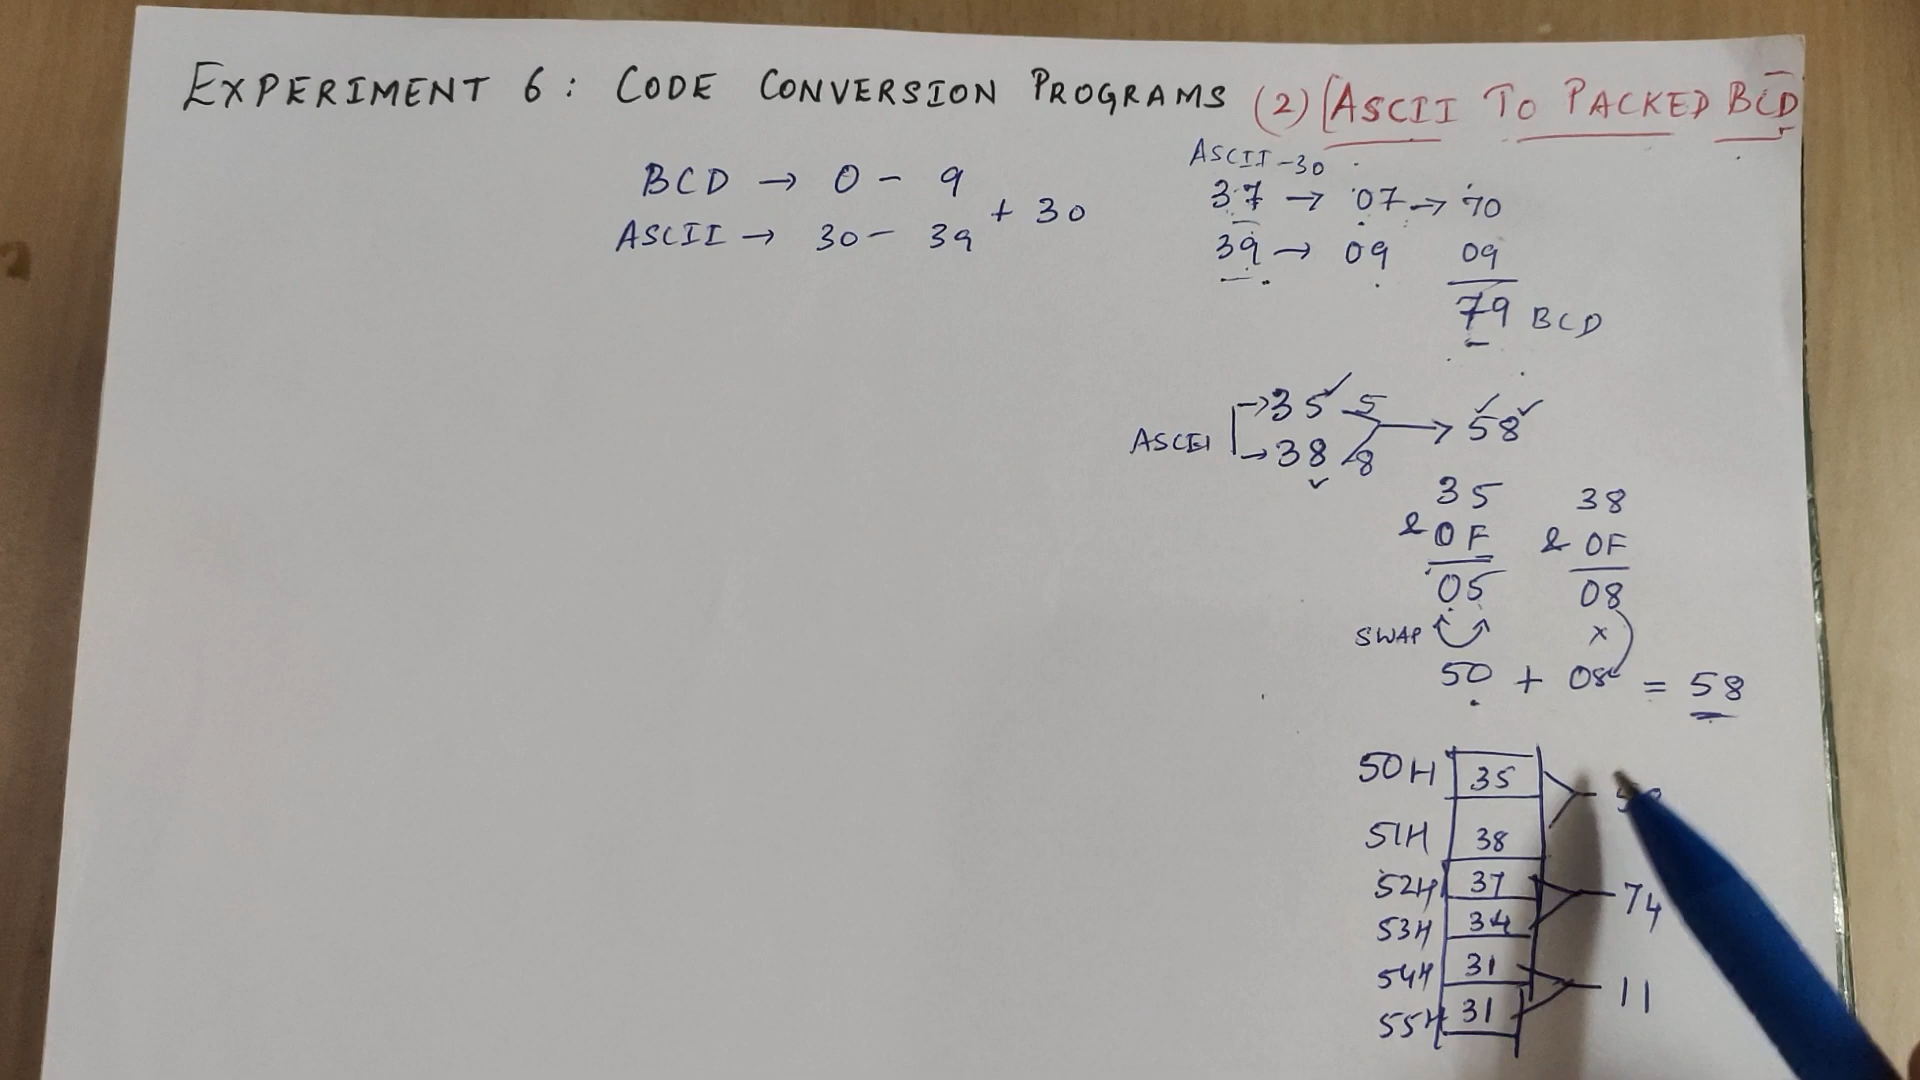 EXPERIMENT 6 : CODE CONVERSION PROGRAMS (2) [ASCII TO PACKED BCD
BCD → 0 - 9
ASCII → 30 - 39 + 30
ASCII -30
37 → 07 → 70
39 → 09 09
79 BCD
ASCII → 35 5 → 58
→ 38 8
35 38
& 0F & 0F
05 08
SWAP x
50 + 08 = 58
50H 35
51H 38
52H 37 74
53H 34
54H 31 11
55H 31